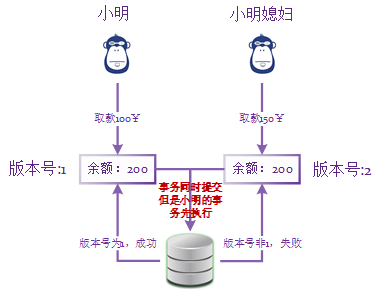 小明
小明媳妇
取款100￥
取款150￥
版本号:1
余额：200
余额：200
版本号:2
事务同时提交
但是小明的事
务先执行
版本号为1，成功
版本号非1，失败